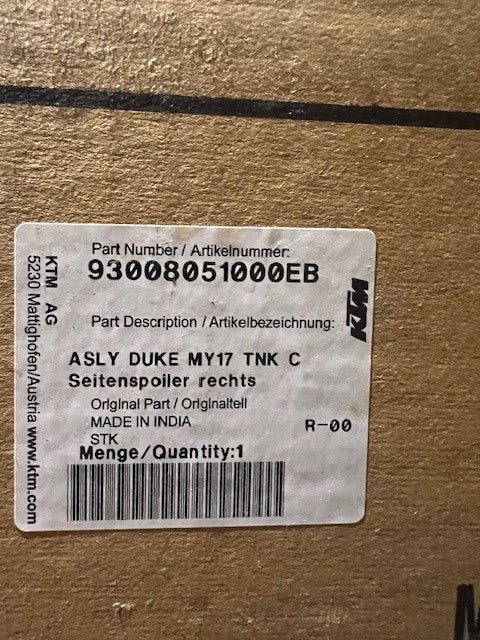 Part Number / Artikelnummer:
93008051000EB
KTM
Part Description / Artikelbezeichnung:
ASLY DUKE MY17 TNK C
Seitenspoiler rechts
Original Part / Originalteil
MADE IN INDIA
R-00
STK
Menge/Quantity:1
KTM AG
5230 Mattighofen/Austria www.ktm.com